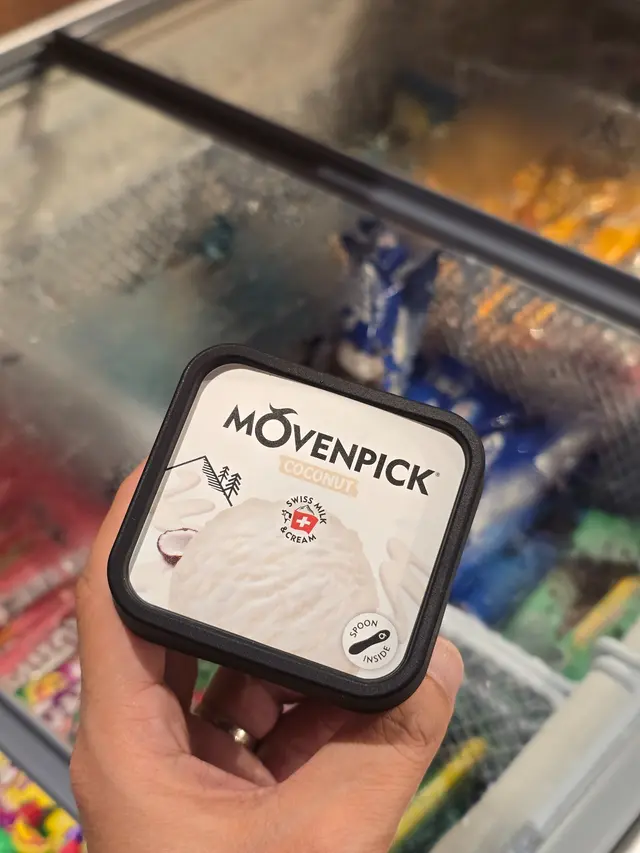 MÖVENPICK®
COCONUT
SWISS MILK
& CREAM
SPOON
INSIDE